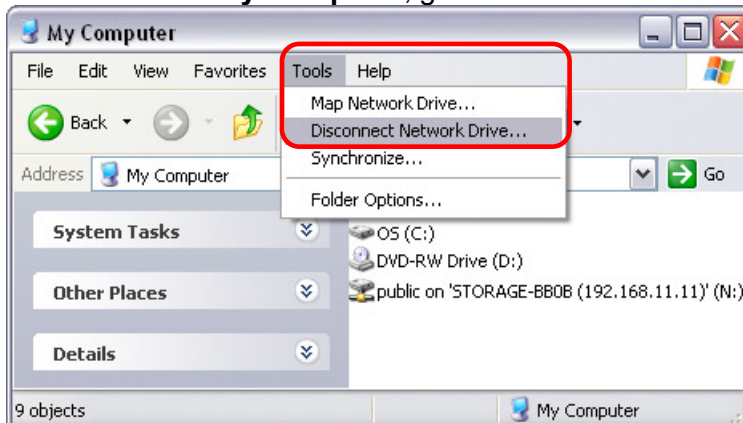 My Computer
File Edit View Favorites Tools Help
Map Network Drive...
Back
Disconnect Network Drive...
Synchronize...
Address My Computer Go
Folder Options...
System Tasks
OS (C:)
DVD-RW Drive (D:)
Other Places
public on 'STORAGE-BB0B (192.168.11.11)' (N:)
Details
9 objects My Computer